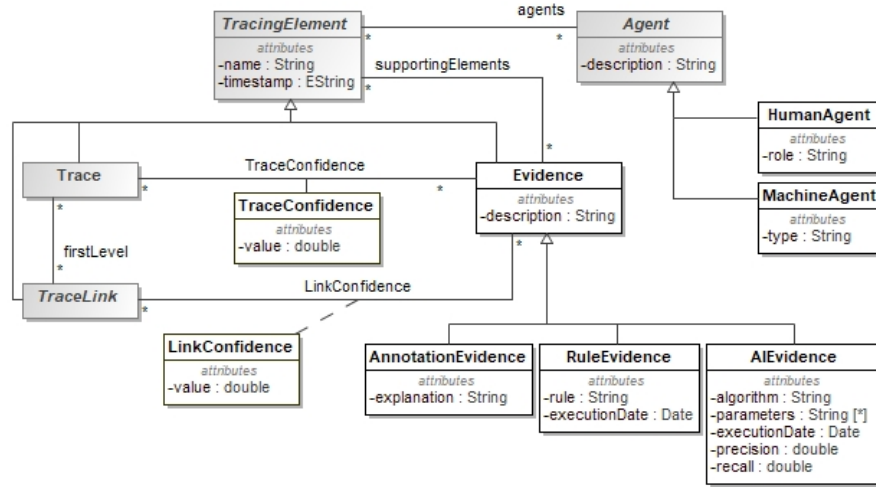 TracingElement
attributes
-name : String
-timestamp : EString
agents
*
*
Agent
attributes
-description : String
supportingElements
*
*
HumanAgent
attributes
-role : String
MachineAgent
attributes
-type : String
Trace
TraceConfidence
*
*
TraceConfidence
attributes
-value : double
Evidence
attributes
-description : String
*
firstLevel
*
TraceLink
*
LinkConfidence
*
LinkConfidence
attributes
-value : double
AnnotationEvidence
attributes
-explanation : String
RuleEvidence
attributes
-rule : String
-executionDate : Date
AIEvidence
attributes
-algorithm : String
-parameters : String [*]
-executionDate : Date
-precision : double
-recall : double